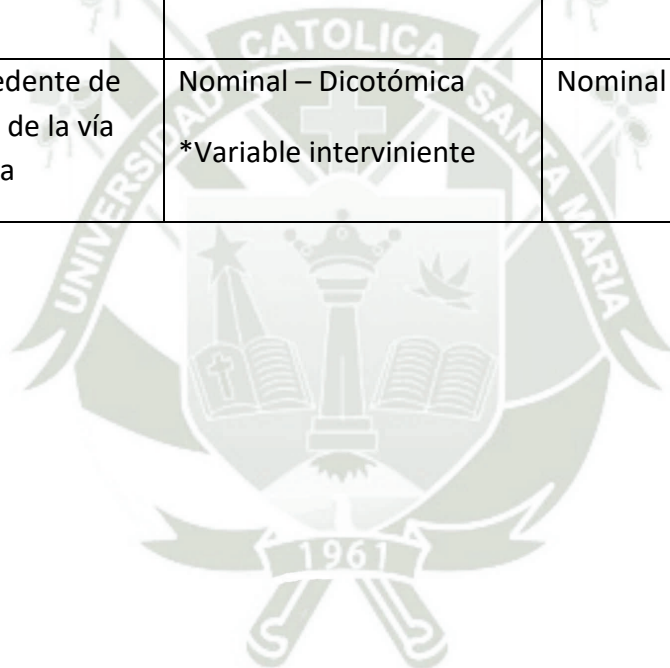 edente de
de la vía
a
Nominal – Dicotómica
*Variable interviniente
Nominal
UNIVERSIDAD CATOLICA SANTA MARIA
1961